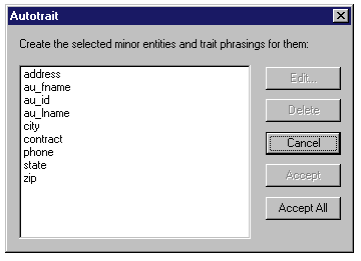 Autotrait
Create the selected minor entities and trait phrasings for them:
address
au_fname
au_id
au_lname
city
contract
phone
state
zip
Edit...
Delete
Cancel
Accept
Accept All